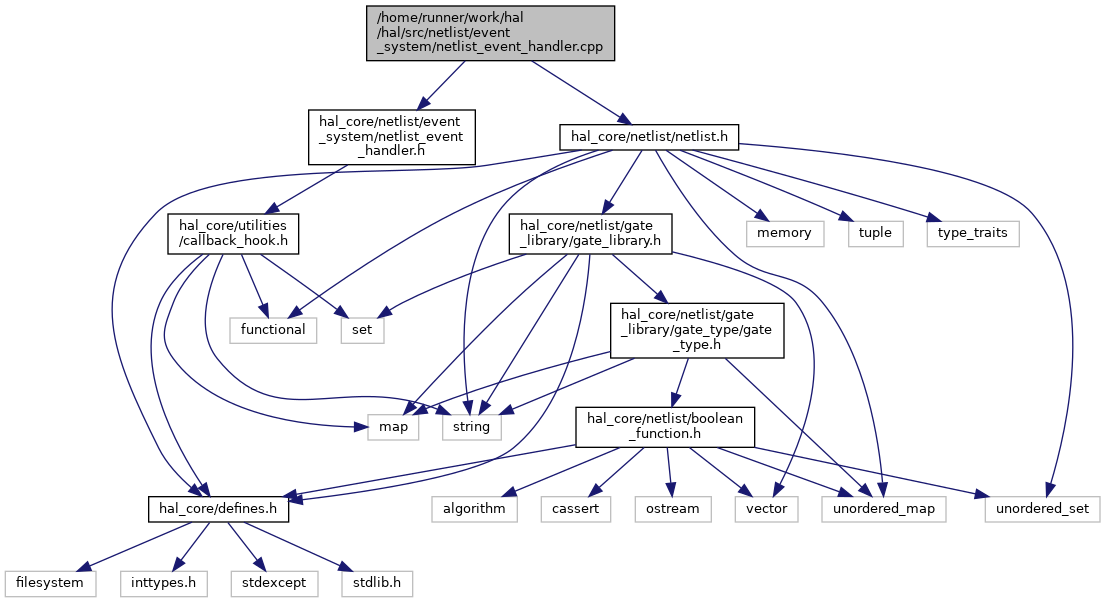 /home/runner/work/hal
/hal/src/netlist/event
_system/netlist_event_handler.cpp
hal_core/netlist/event
_system/netlist_event
_handler.h
hal_core/netlist/netlist.h
hal_core/utilities
/callback_hook.h
hal_core/netlist/gate
_library/gate_library.h
memory
tuple
type_traits
functional
set
hal_core/netlist/gate
_library/gate_type/gate
_type.h
map
string
hal_core/netlist/boolean
_function.h
hal_core/defines.h
algorithm
cassert
ostream
vector
unordered_map
unordered_set
filesystem
inttypes.h
stdexcept
stdlib.h